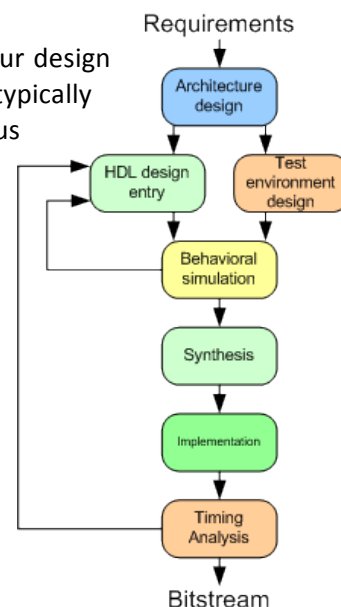 Requirements
ur design
typically
us
Architecture
design
HDL design
entry
Test
environment
design
Behavioral
simulation
Synthesis
Implementation
Timing
Analysis
Bitstream